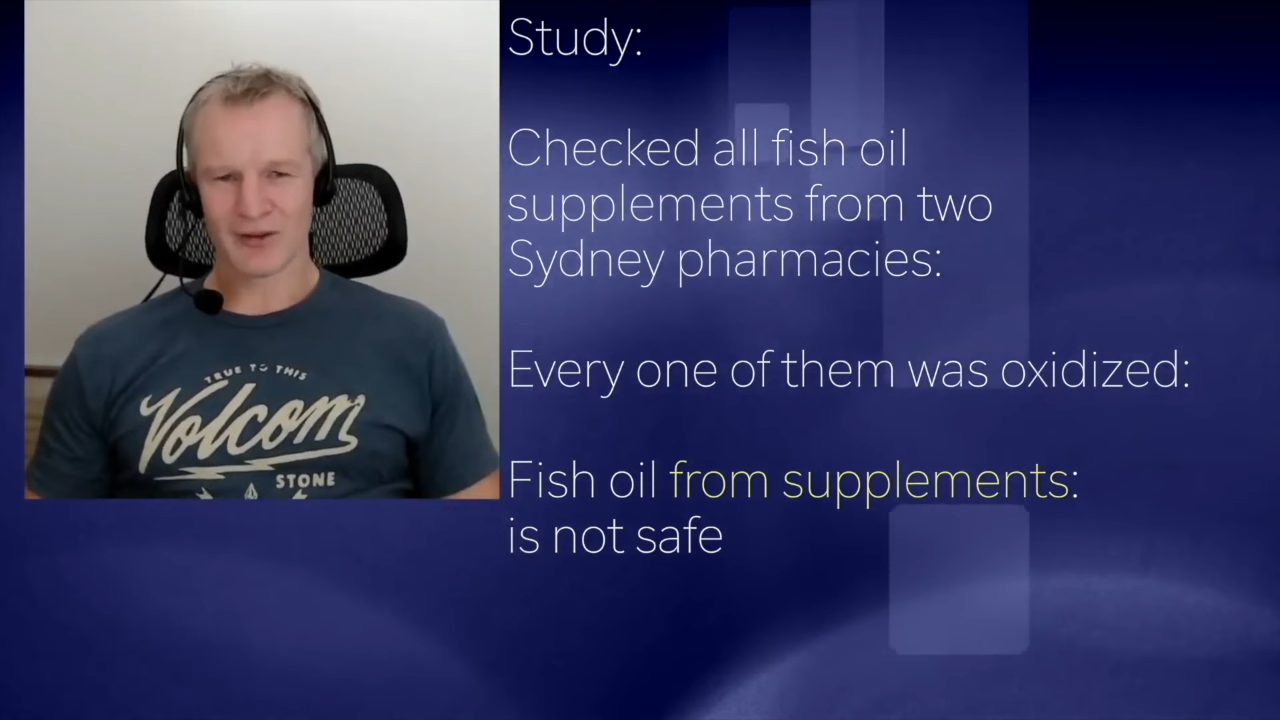 Study:
Checked all fish oil
supplements from two
Sydney pharmacies:
Every one of them was oxidized:
Fish oil from supplements:
is not safe
TRUE TO THIS
Volcom
STONE